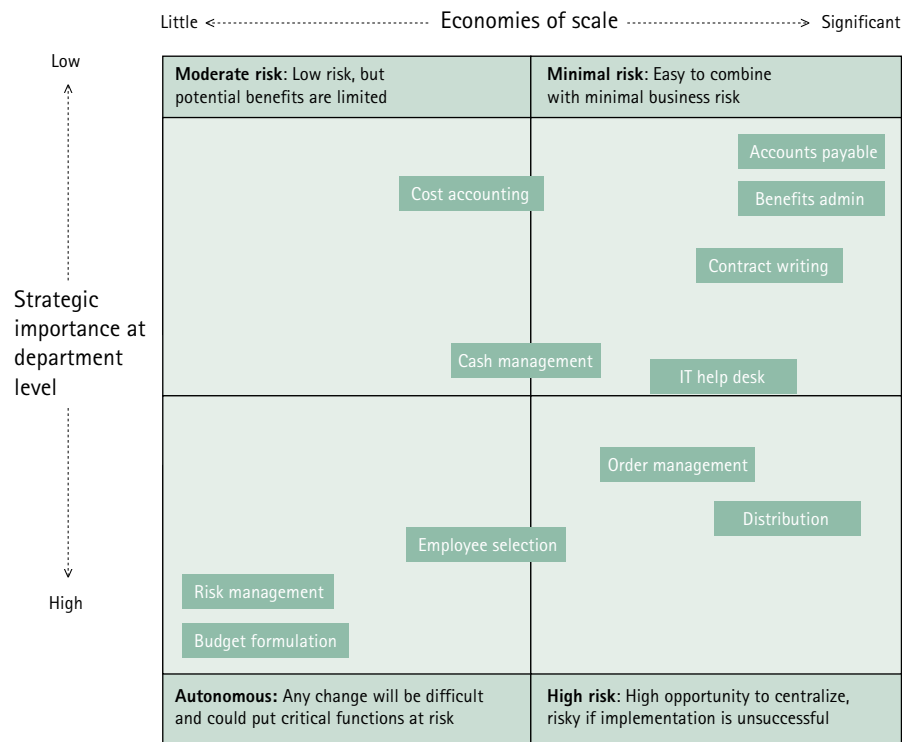 Little Economies of scale Significant
Low
Moderate risk: Low risk, but
potential benefits are limited
Minimal risk: Easy to combine
with minimal business risk
Accounts payable
Cost accounting
Benefits admin
Contract writing
Strategic
importance at
department
level
Cash management
IT help desk
Order management
Distribution
Employee selection
Risk management
High
Budget formulation
Autonomous: Any change will be difficult
and could put critical functions at risk
High risk: High opportunity to centralize,
risky if implementation is unsuccessful